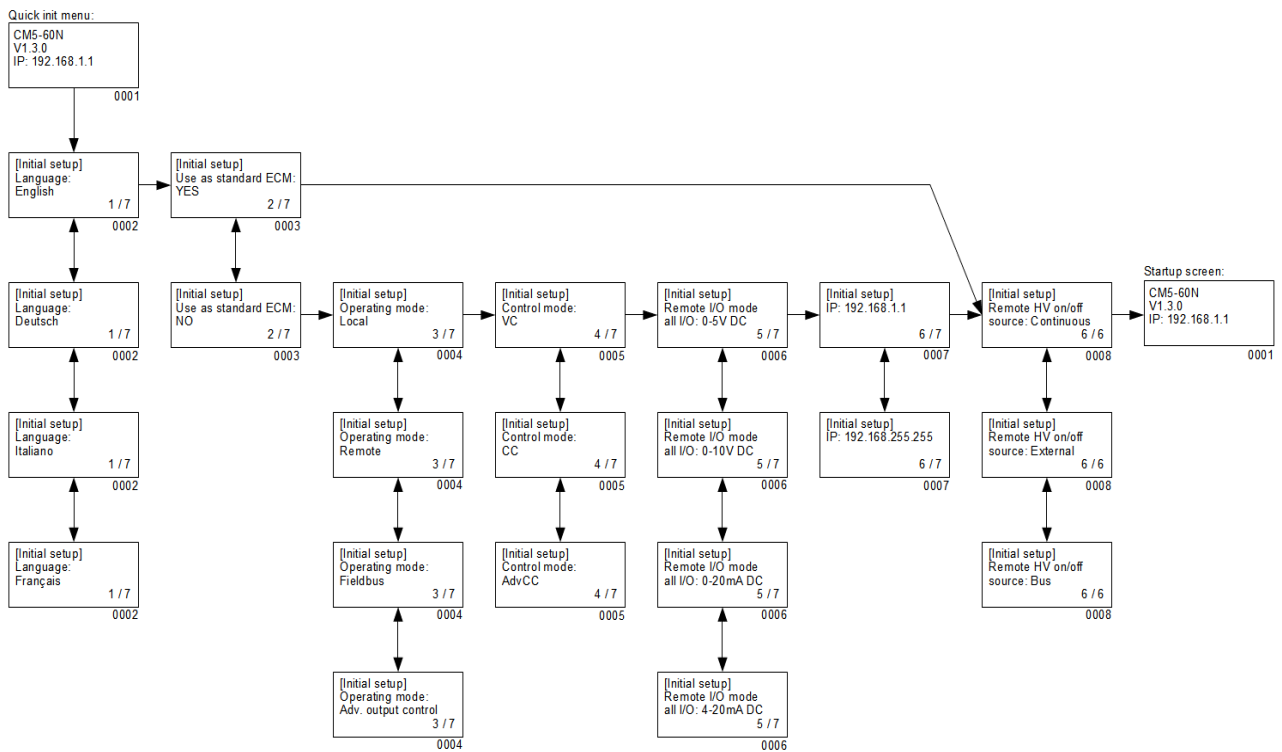 Quick init menu:
CM5-60N
V1.3.0
IP: 192.168.1.1
0001
[Initial setup]
Language:
English
1 / 7
0002
[Initial setup]
Use as standard ECM:
YES
2 / 7
0003
[Initial setup]
Language:
Deutsch
1 / 7
0002
[Initial setup]
Use as standard ECM:
NO
2 / 7
0003
[Initial setup]
Operating mode:
Local
3 / 7
0004
[Initial setup]
Control mode:
VC
4 / 7
0005
[Initial setup]
Remote I/O mode
all I/O: 0-5V DC
5 / 7
0006
[Initial setup]
IP: 192.168.1.1
6 / 7
0007
[Initial setup]
Remote HV on/off
source: Continuous
6 / 6
0008
Startup screen:
CM5-60N
V1.3.0
IP: 192.168.1.1
0001
[Initial setup]
Language:
Italiano
1 / 7
0002
[Initial setup]
Operating mode:
Remote
3 / 7
0004
[Initial setup]
Control mode:
CC
4 / 7
0005
[Initial setup]
Remote I/O mode
all I/O: 0-10V DC
5 / 7
0006
[Initial setup]
IP: 192.168.255.255
6 / 7
0007
[Initial setup]
Remote HV on/off
source: External
6 / 6
0008
[Initial setup]
Language:
Français
1 / 7
0002
[Initial setup]
Operating mode:
Fieldbus
3 / 7
0004
[Initial setup]
Control mode:
AdvCC
4 / 7
0005
[Initial setup]
Remote I/O mode
all I/O: 0-20mA DC
5 / 7
0006
[Initial setup]
Remote HV on/off
source: Bus
6 / 6
0008
[Initial setup]
Operating mode:
Adv. output control
3 / 7
0004
[Initial setup]
Remote I/O mode
all I/O: 4-20mA DC
5 / 7
0006